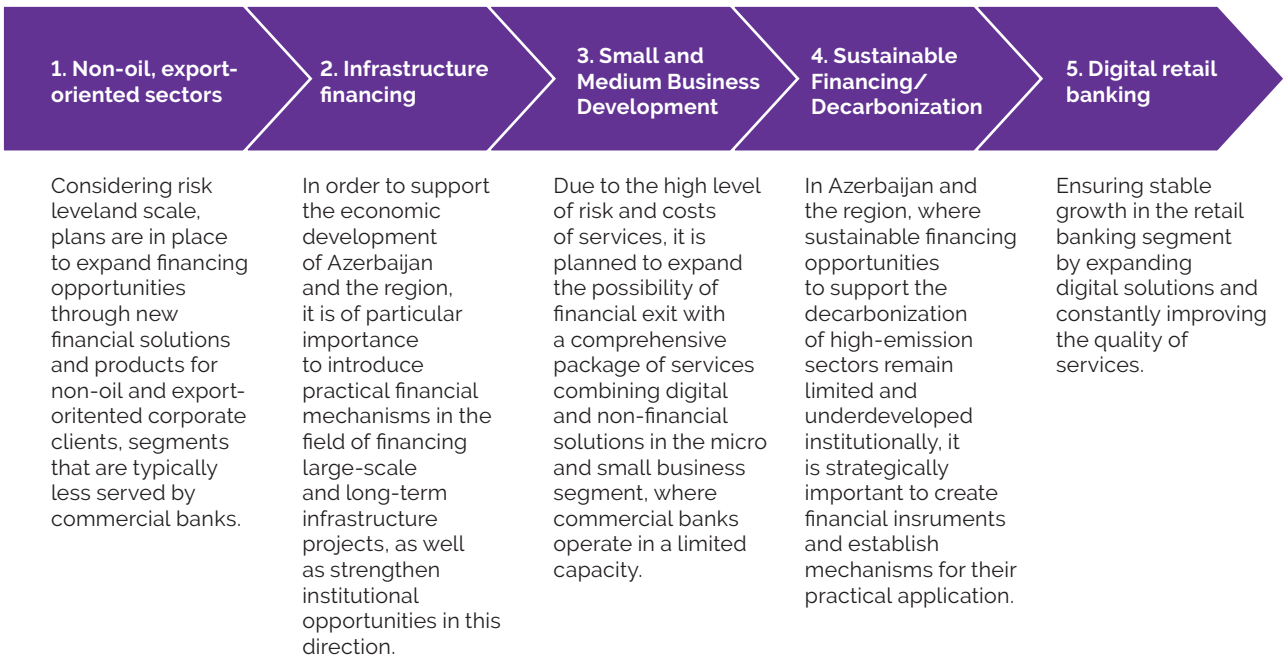 1. Non-oil, export-
oriented sectors
2. Infrastructure
financing
3. Small and
Medium Business
Development
4. Sustainable
Financing/
Decarbonization
5. Digital retail
banking
Considering risk
leveland scale,
plans are in place
to expand financing
opportunities
through new
financial solutions
and products for
non-oil and export-
oritented corporate
clients, segments
that are typically
less served by
commercial banks.
In order to support
the economic
development
of Azerbaijan
and the region,
it is of particular
importance
to introduce
practical financial
mechanisms in the
field of financing
large-scale
and long-term
infrastructure
projects, as well
as strengthen
institutional
opportunities in this
direction.
Due to the high level
of risk and costs
of services, it is
planned to expand
the possibility of
financial exit with
a comprehensive
package of services
combining digital
and non-financial
solutions in the micro
and small business
segment, where
commercial banks
operate in a limited
capacity.
In Azerbaijan and
the region, where
sustainable financing
opportunities
to support the
decarbonization
of high-emission
sectors remain
limited and
underdeveloped
institutionally, it
is strategically
important to create
financial insruments
and establish
mechanisms for their
practical application.
Ensuring stable
growth in the retail
banking segment
by expanding
digital solutions and
constantly improving
the quality of
services.